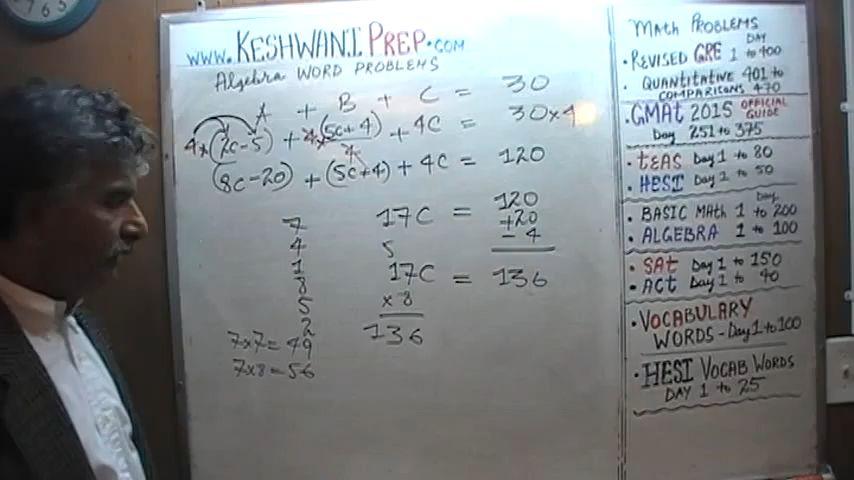 www.KESHWANI PREP.com
Algebra WORD PROBLEMS
A + B + C = 30
4×(2C-5) + 4×(5C+4)/4 + 4C = 30×4
(8C-20) + (5C+4) + 4C = 120
7
4
1
8
5
2
7×7=49
7×8=56
17C = 120
+20
- 4
5
17C = 136
×8
136
MATH PROBLEMS
DAY
• REVISED GRE 1 to 400
• QUANTITATIVE 401 to
COMPARISONS 470
• GMAT 2015 OFFICIAL GUIDE
Day 251 to 375
• TEAS Day 1 to 80
• HESI Day 1 to 50
Day
• BASIC MATH 1 to 200
• ALGEBRA 1 to 100
• SAT Day 1 to 150
• ACT Day 1 to 40
• VOCABULARY
WORDS - Day 1 to 100
• HESI VOCAB WORDS
DAY 1 to 25